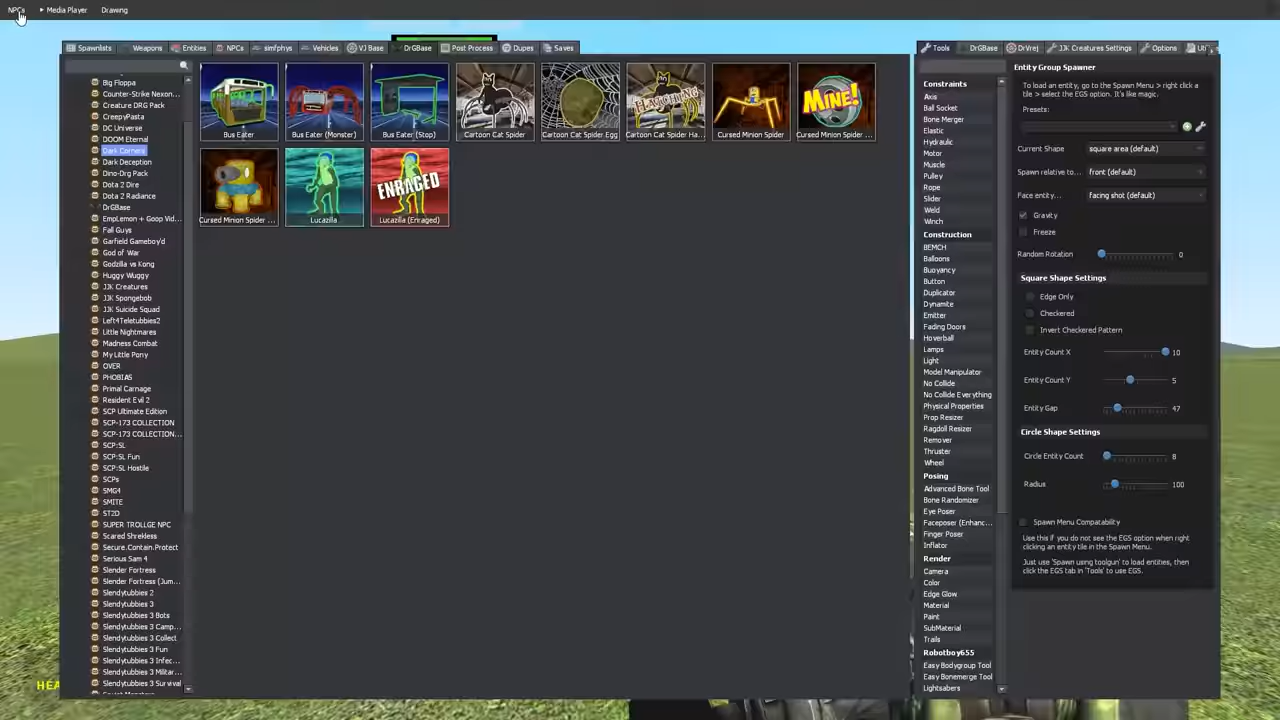 NPCs
Media Player
Drawing
Spawnlists
Weapons
Entities
NPCs
simfphys
Vehicles
VJ Base
DrGBase
Post Process
Dupes
Saves
Big Floppa
Counter-Strike Nexon...
Creature DRG Pack
CreepyPasta
DC Universe
DOOM Eternal
Dark Corners
Dark Deception
Dino-Org Pack
Dota 2 Dire
Dota 2 Radiance
DrGBase
EmpLemon + Goop Vid...
Fall Guys
Garfield Gameboy'd
God of War
Godzilla vs Kong
Huggy Wuggy
JJK Creatures
JJK Spongebob
JJK Suicide Squad
Left4Teletubbies2
Little Nightmares
Madness Combat
My Little Pony
OVER
PHOBIAS
Primal Carnage
Resident Evil 2
SCP Ultimate Edition
SCP-173 COLLECTION
SCP-173 COLLECTION...
SCP:SL
SCP:SL Fun
SCP:SL Hostile
SCPs
SMG4
SMITE
ST2D
SUPER TROLLGE NPC
Scared Shrekless
Secure.Contain.Protect
Serious Sam 4
Slender Fortress
Slender Fortress (Jum...
Slendytubbies 2
Slendytubbies 3
Slendytubbies 3 Bots
Slendytubbies 3 Camp...
Slendytubbies 3 Collect
Slendytubbies 3 Fun
Slendytubbies 3 Infec...
Slendytubbies 3 Militar...
Slendytubbies 3 Survival
Bus Eater
Bus Eater (Monster)
Bus Eater (Stop)
Cartoon Cat Spider
Cartoon Cat Spider Egg
HATCHING
Cartoon Cat Spider Ha...
Cursed Minion Spider
MINE!
Cursed Minion Spider ...
Cursed Minion Spider ...
Lucazilla
ENRAGED
Lucazilla (Enraged)
HEA
Tools
DrGBase
DrVrej
JJK Creatures Settings
Options
Uti
Constraints
Axis
Ball Socket
Bone Merger
Elastic
Hydraulic
Motor
Muscle
Pulley
Rope
Slider
Weld
Winch
Construction
BEMCH
Balloons
Buoyancy
Button
Duplicator
Dynamite
Emitter
Fading Doors
Hoverball
Lamps
Light
Model Manipulator
No Collide
No Collide Everything
Physical Properties
Prop Resizer
Ragdoll Resizer
Remover
Thruster
Wheel
Posing
Advanced Bone Tool
Bone Randomizer
Eye Poser
Faceposer (Enhanc...
Finger Poser
Inflator
Render
Camera
Color
Edge Glow
Material
Paint
SubMaterial
Trails
Robotboy655
Easy Bodygroup Tool
Easy Bonemerge Tool
Lightsabers
Entity Group Spawner
To load an entity, go to the Spawn Menu > right click a
tile > select the EGS option. It's like magic.
Presets:
Current Shape
square area (default)
Spawn relative to...
front (default)
Face entity...
facing shot (default)
Gravity
Freeze
Random Rotation
0
Square Shape Settings
Edge Only
Checkered
Invert Checkered Pattern
Entity Count X
10
Entity Count Y
5
Entity Gap
47
Circle Shape Settings
Circle Entity Count
8
Radius
100
Spawn Menu Compatability
Use this if you do not see the EGS option when right
clicking an entity tile in the Spawn Menu.
Just use 'Spawn using toolgun' to load entities, then
click the EGS tab in 'Tools' to use EGS.